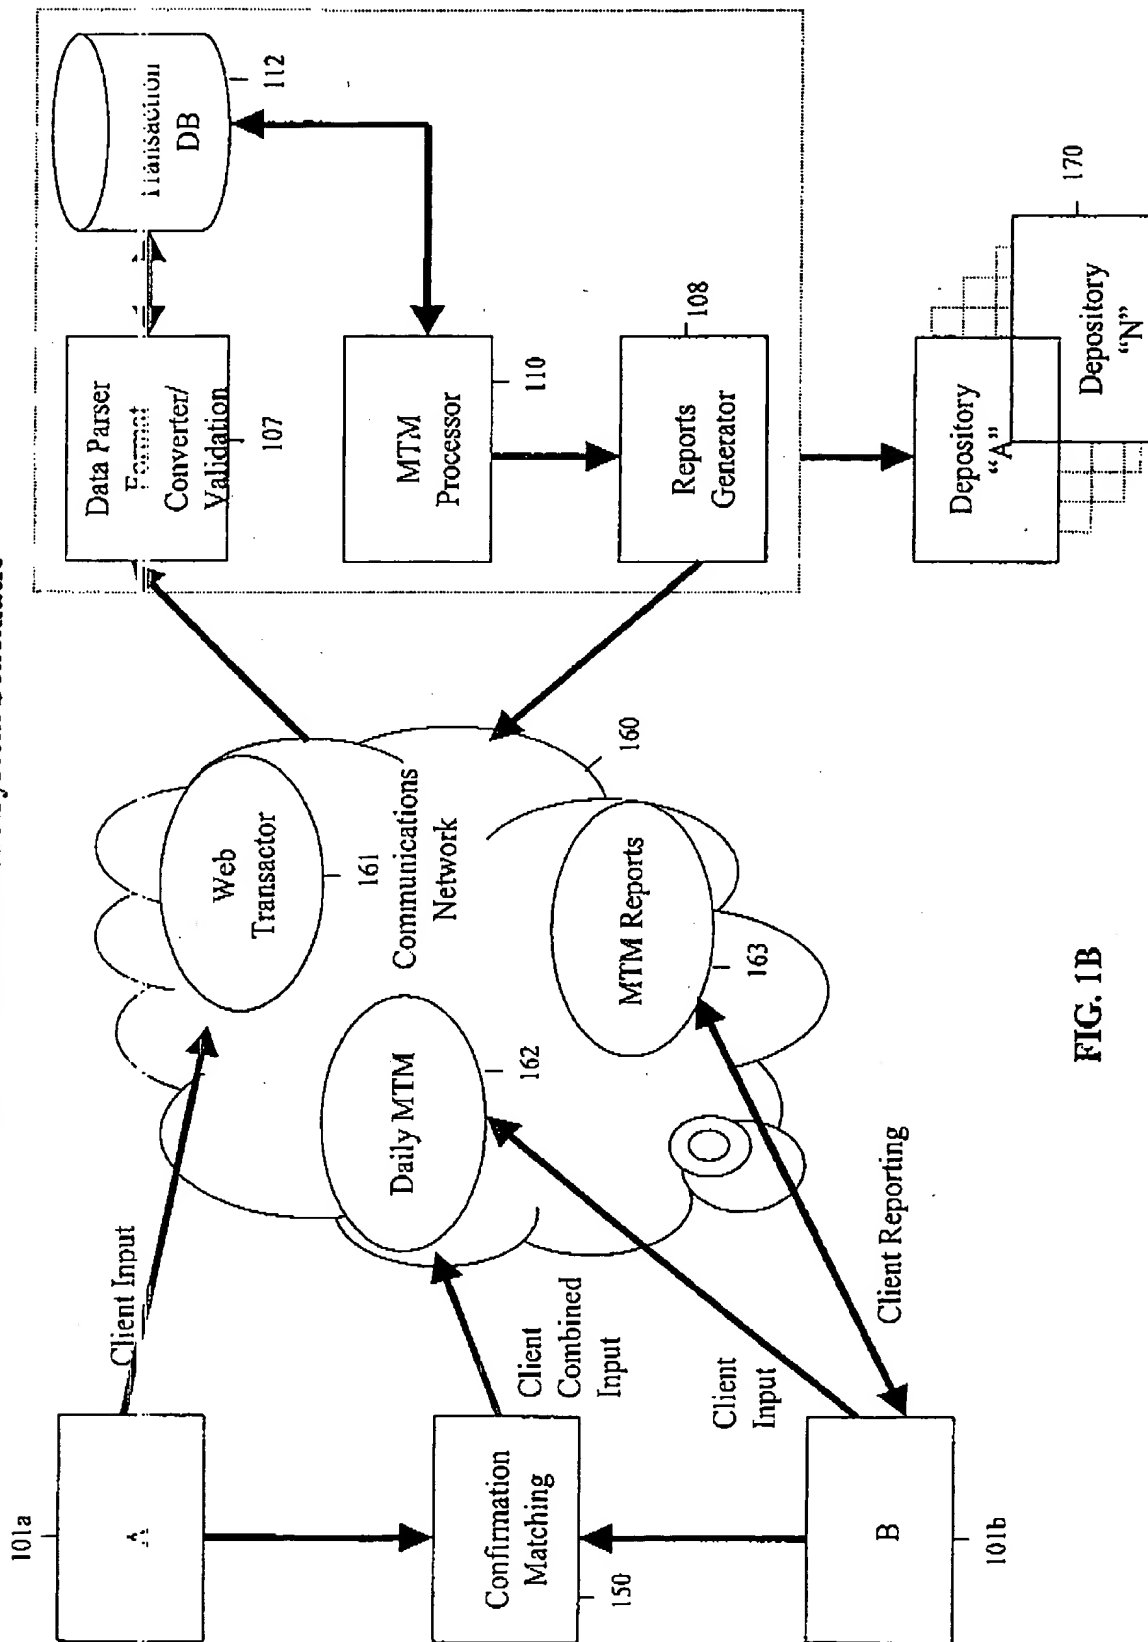 101a
A
Client Input
Confirmation
Matching
150
Client
Combined
Input
Client
Input
B
101b
Client Reporting
Daily MTM
162
Web
Transactor
161
Communications
Network
160
MTM Reports
163
Data Parser
Format
Converter/
Validation
107
Transaction
DB
112
MTM
Processor
110
Reports
Generator
108
Depository
“A”
Depository
“N”
170
FIG. 1B